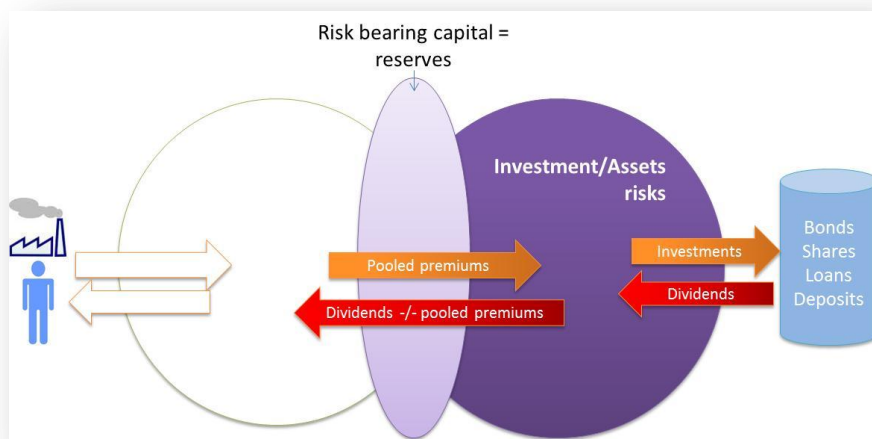 Risk bearing capital =
reserves
Investment/Assets
risks
Pooled premiums
Investments
Dividends
Dividends -/- pooled premiums
Bonds
Shares
Loans
Deposits